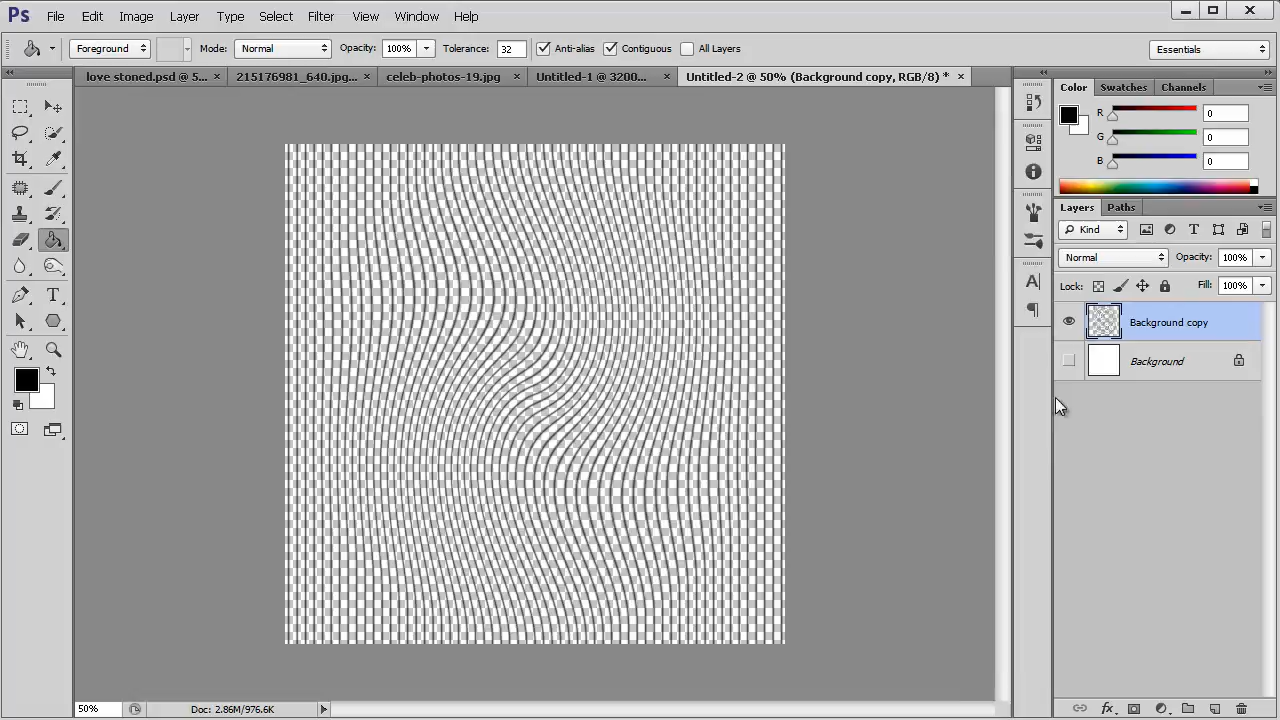 Ps File Edit Image Layer Type Select Filter View Window Help
Foreground Mode: Normal Opacity: 100% Tolerance: 32 Anti-alias Contiguous All Layers Essentials
love stoned.psd @ 5... × 215176981_640.jpg... × celeb-photos-19.jpg × Untitled-1 @ 3200... × Untitled-2 @ 50% (Background copy, RGB/8) * ×
Color Swatches Channels
R 0
G 0
B 0
Layers Paths
Kind
Normal Opacity: 100%
Lock: Fill: 100%
Background copy
Background
50% Doc: 2.86M/976.6K